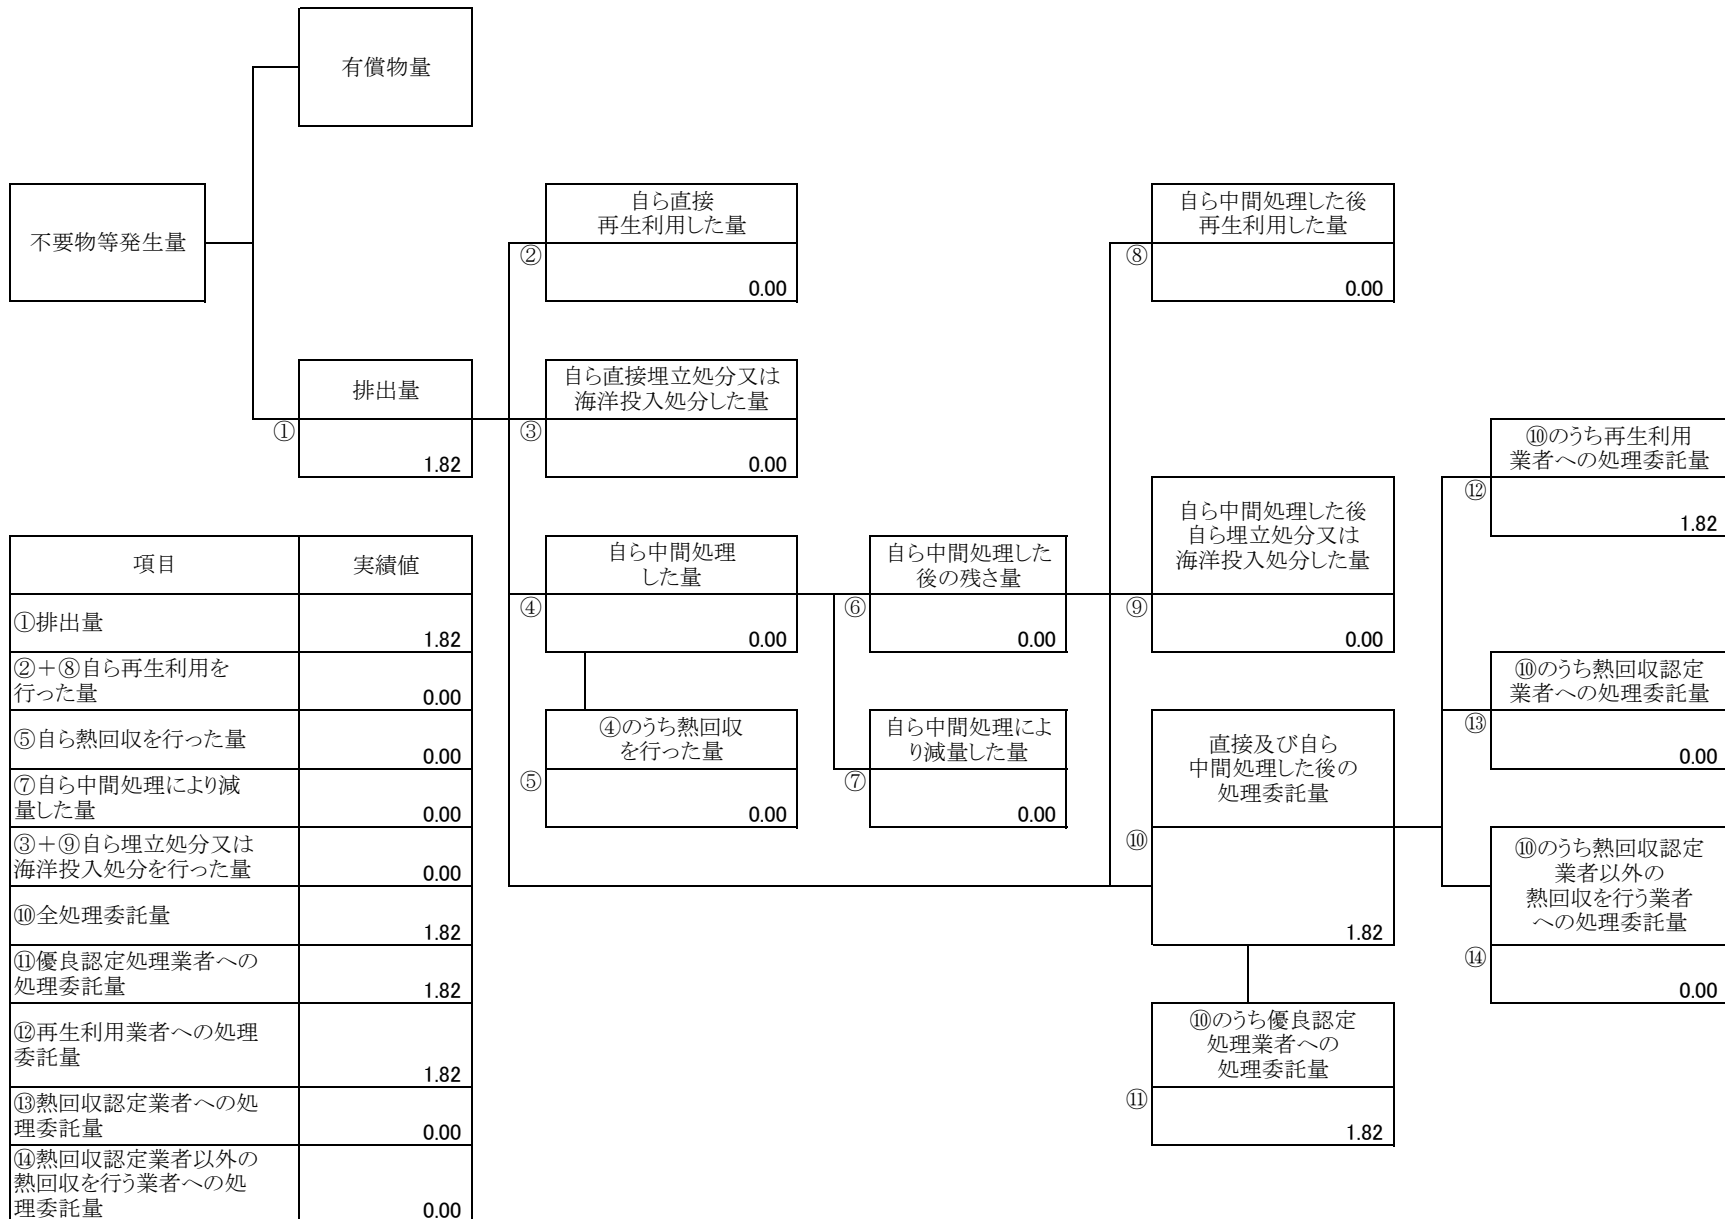 有償物量
不要物等発生量
自ら直接
再生利用した量
②
0.00
自ら中間処理した後
再生利用した量
⑧
0.00
排出量
①
1.82
自ら直接埋立処分又は
海洋投入処分した量
③
0.00
⑩のうち再生利用
業者への処理委託量
⑫
1.82
自ら中間処理
した量
④
0.00
自ら中間処理した
後の残さ量
⑥
0.00
自ら中間処理した後
自ら埋立処分又は
海洋投入処分した量
⑨
0.00
⑩のうち熱回収認定
業者への処理委託量
⑬
0.00
④のうち熱回収
を行った量
⑤
0.00
自ら中間処理によ
り減量した量
⑦
0.00
直接及び自ら
中間処理した後の
処理委託量
⑩
1.82
⑩のうち熱回収認定
業者以外の
熱回収を行う業者
への処理委託量
⑭
0.00
⑩のうち優良認定
処理業者への
処理委託量
⑪
1.82
項目 実績値
①排出量
1.82
②+⑧自ら再生利用を
行った量
0.00
⑤自ら熱回収を行った量
0.00
⑦自ら中間処理により減
量した量
0.00
③+⑨自ら埋立処分又は
海洋投入処分を行った量
0.00
⑩全処理委託量
1.82
⑪優良認定処理業者への
処理委託量
1.82
⑫再生利用業者への処理
委託量
1.82
⑬熱回収認定業者への処
理委託量
0.00
⑭熱回収認定業者以外の
熱回収を行う業者への処
理委託量
0.00